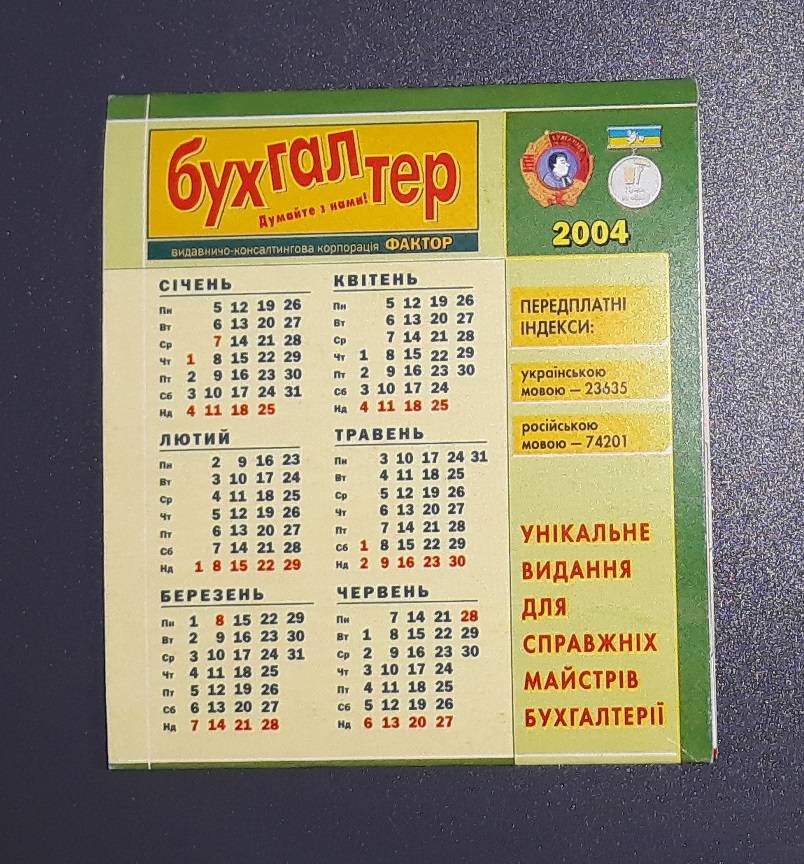 бухгалтер
Думайте з нами!
видавничо-консалтингова корпорація ФАКТОР
2004
СІЧЕНЬ
Пн 5 12 19 26
Вт 6 13 20 27
Ср 7 14 21 28
Чт 1 8 15 22 29
Пт 2 9 16 23 30
Сб 3 10 17 24 31
Нд 4 11 18 25
ЛЮТИЙ
Пн 2 9 16 23
Вт 3 10 17 24
Ср 4 11 18 25
Чт 5 12 19 26
Пт 6 13 20 27
Сб 7 14 21 28
Нд 1 8 15 22 29
БЕРЕЗЕНЬ
Пн 1 8 15 22 29
Вт 2 9 16 23 30
Ср 3 10 17 24 31
Чт 4 11 18 25
Пт 5 12 19 26
Сб 6 13 20 27
Нд 7 14 21 28
КВІТЕНЬ
Пн 5 12 19 26
Вт 6 13 20 27
Ср 7 14 21 28
Чт 1 8 15 22 29
Пт 2 9 16 23 30
Сб 3 10 17 24
Нд 4 11 18 25
ТРАВЕНЬ
Пн 3 10 17 24 31
Вт 4 11 18 25
Ср 5 12 19 26
Чт 6 13 20 27
Пт 7 14 21 28
Сб 1 8 15 22 29
Нд 2 9 16 23 30
ЧЕРВЕНЬ
Пн 7 14 21 28
Вт 1 8 15 22 29
Ср 2 9 16 23 30
Чт 3 10 17 24
Пт 4 11 18 25
Сб 5 12 19 26
Нд 6 13 20 27
ПЕРЕДПЛАТНІ
ІНДЕКСИ:
українською
мовою – 23635
російською
мовою – 74201
УНІКАЛЬНЕ
ВИДАННЯ
ДЛЯ
СПРАВЖНІХ
МАЙСТРІВ
БУХГАЛТЕРІЇ